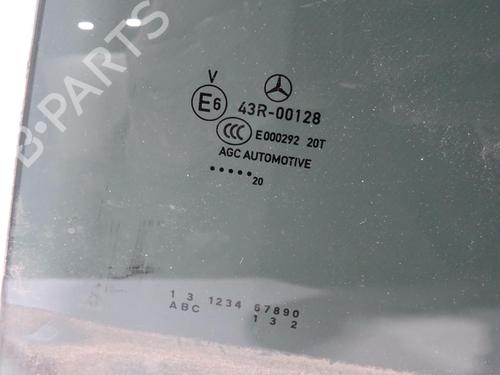 V
E6 43R-00128
CCC E000292 20T
AGC AUTOMOTIVE
..... 20
1 3 1234 67890
ABC 1 3 2
B-PARTS